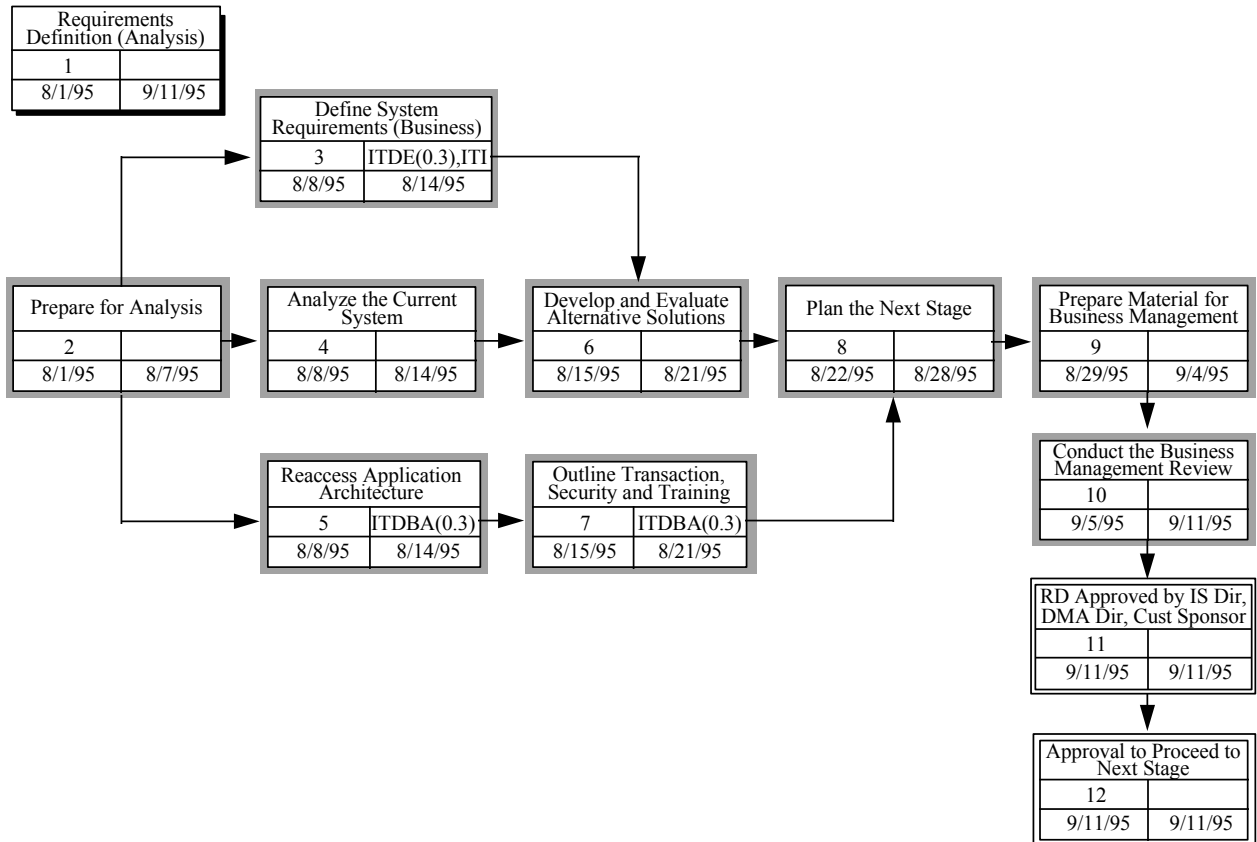 Requirements
Definition (Analysis)
1
8/1/95 9/11/95
Define System
Requirements (Business)
3 ITDE(0.3),ITI
8/8/95 8/14/95
Prepare for Analysis
2
8/1/95 8/7/95
Analyze the Current
System
4
8/8/95 8/14/95
Develop and Evaluate
Alternative Solutions
6
8/15/95 8/21/95
Plan the Next Stage
8
8/22/95 8/28/95
Prepare Material for
Business Management
9
8/29/95 9/4/95
Reaccess Application
Architecture
5 ITDBA(0.3)
8/8/95 8/14/95
Outline Transaction,
Security and Training
7 ITDBA(0.3)
8/15/95 8/21/95
Conduct the Business
Management Review
10
9/5/95 9/11/95
RD Approved by IS Dir,
DMA Dir, Cust Sponsor
11
9/11/95 9/11/95
Approval to Proceed to
Next Stage
12
9/11/95 9/11/95